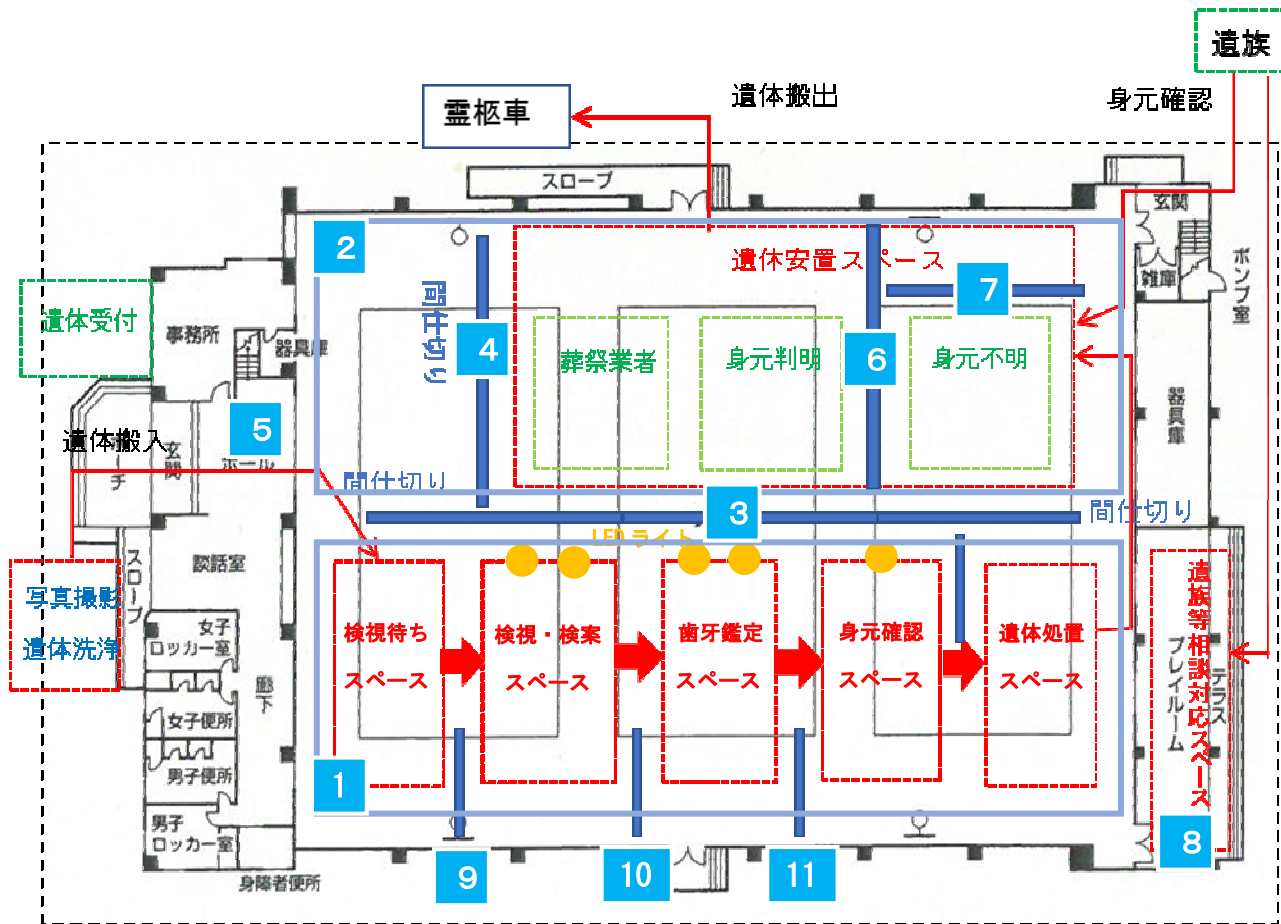 遺族
霊柩車
遺体搬出
身元確認
スロープ
玄関
2
遺体安置スペース
雑庫
ポンプ室
7
遺体受付
事務所
器具庫
間仕切り
4
葬祭業者
身元判明
6
身元不明
器具庫
5
遺体搬入
玄関
ホール
間仕切り
3
間仕切り
LEDライト
談話室
スロープ
写真撮影
遺体洗浄
女子
ロッカー室
検視待ち
スペース
検視・検案
スペース
歯牙鑑定
スペース
身元確認
スペース
遺体処置
スペース
遺族等相談対応スペース
プレイルーム
テラス
廊下
女子便所
男子便所
1
男子
ロッカー室
8
身障者便所
9
10
11